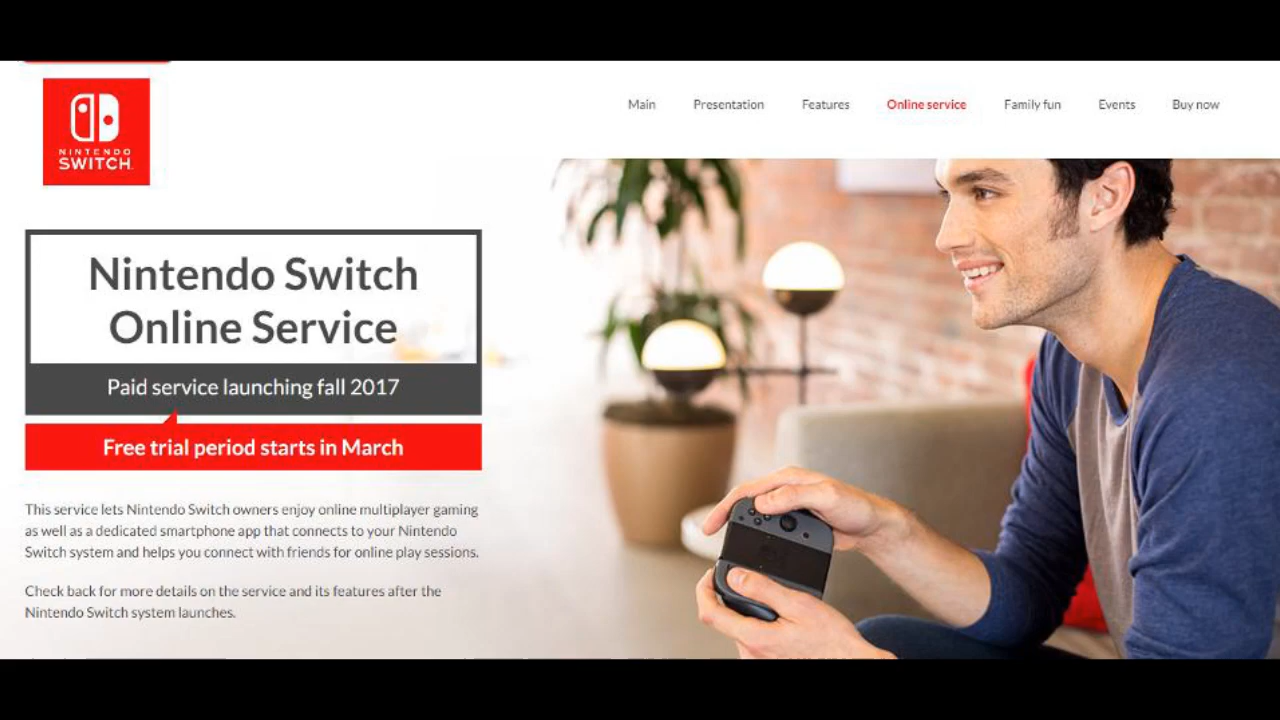 NINTENDO
SWITCH
Main Presentation Features Online service Family fun Events Buy now
Nintendo Switch
Online Service
Paid service launching fall 2017
Free trial period starts in March
This service lets Nintendo Switch owners enjoy online multiplayer gaming
as well as a dedicated smartphone app that connects to your Nintendo
Switch system and helps you connect with friends for online play sessions.
Check back for more details on the service and its features after the
Nintendo Switch system launches.